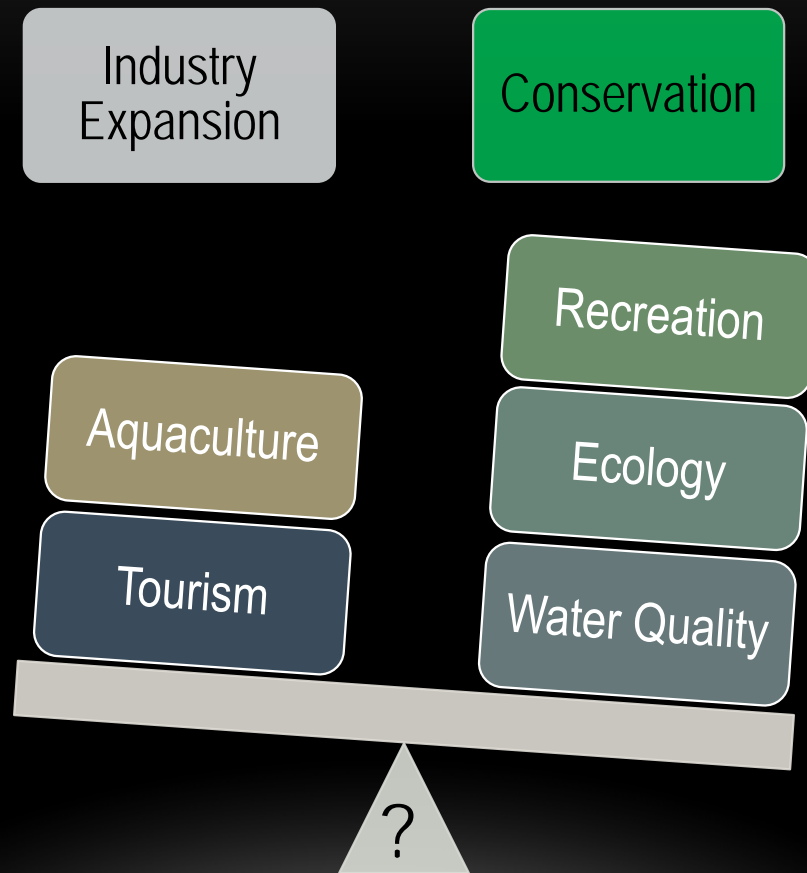 Industry
Expansion
Conservation
Recreation
Aquaculture
Ecology
Tourism
Water Quality
?